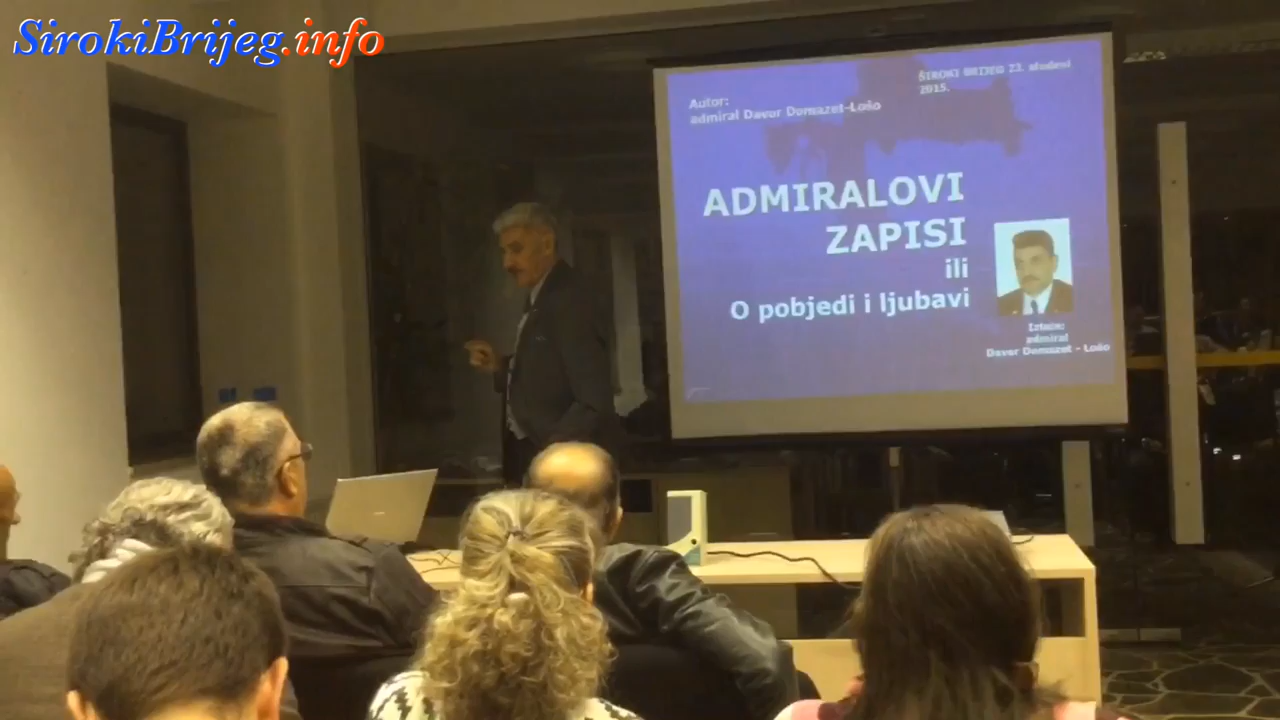 SirokiBrijeg.info
ŠIROKI BRIJEG 23. studeni
2015.
Autor:
admiral Davor Domazet-Lošo
ADMIRALOVI
ZAPISI
ili
O pobjedi i ljubavi
admiral
Davor Domazet - Lošo